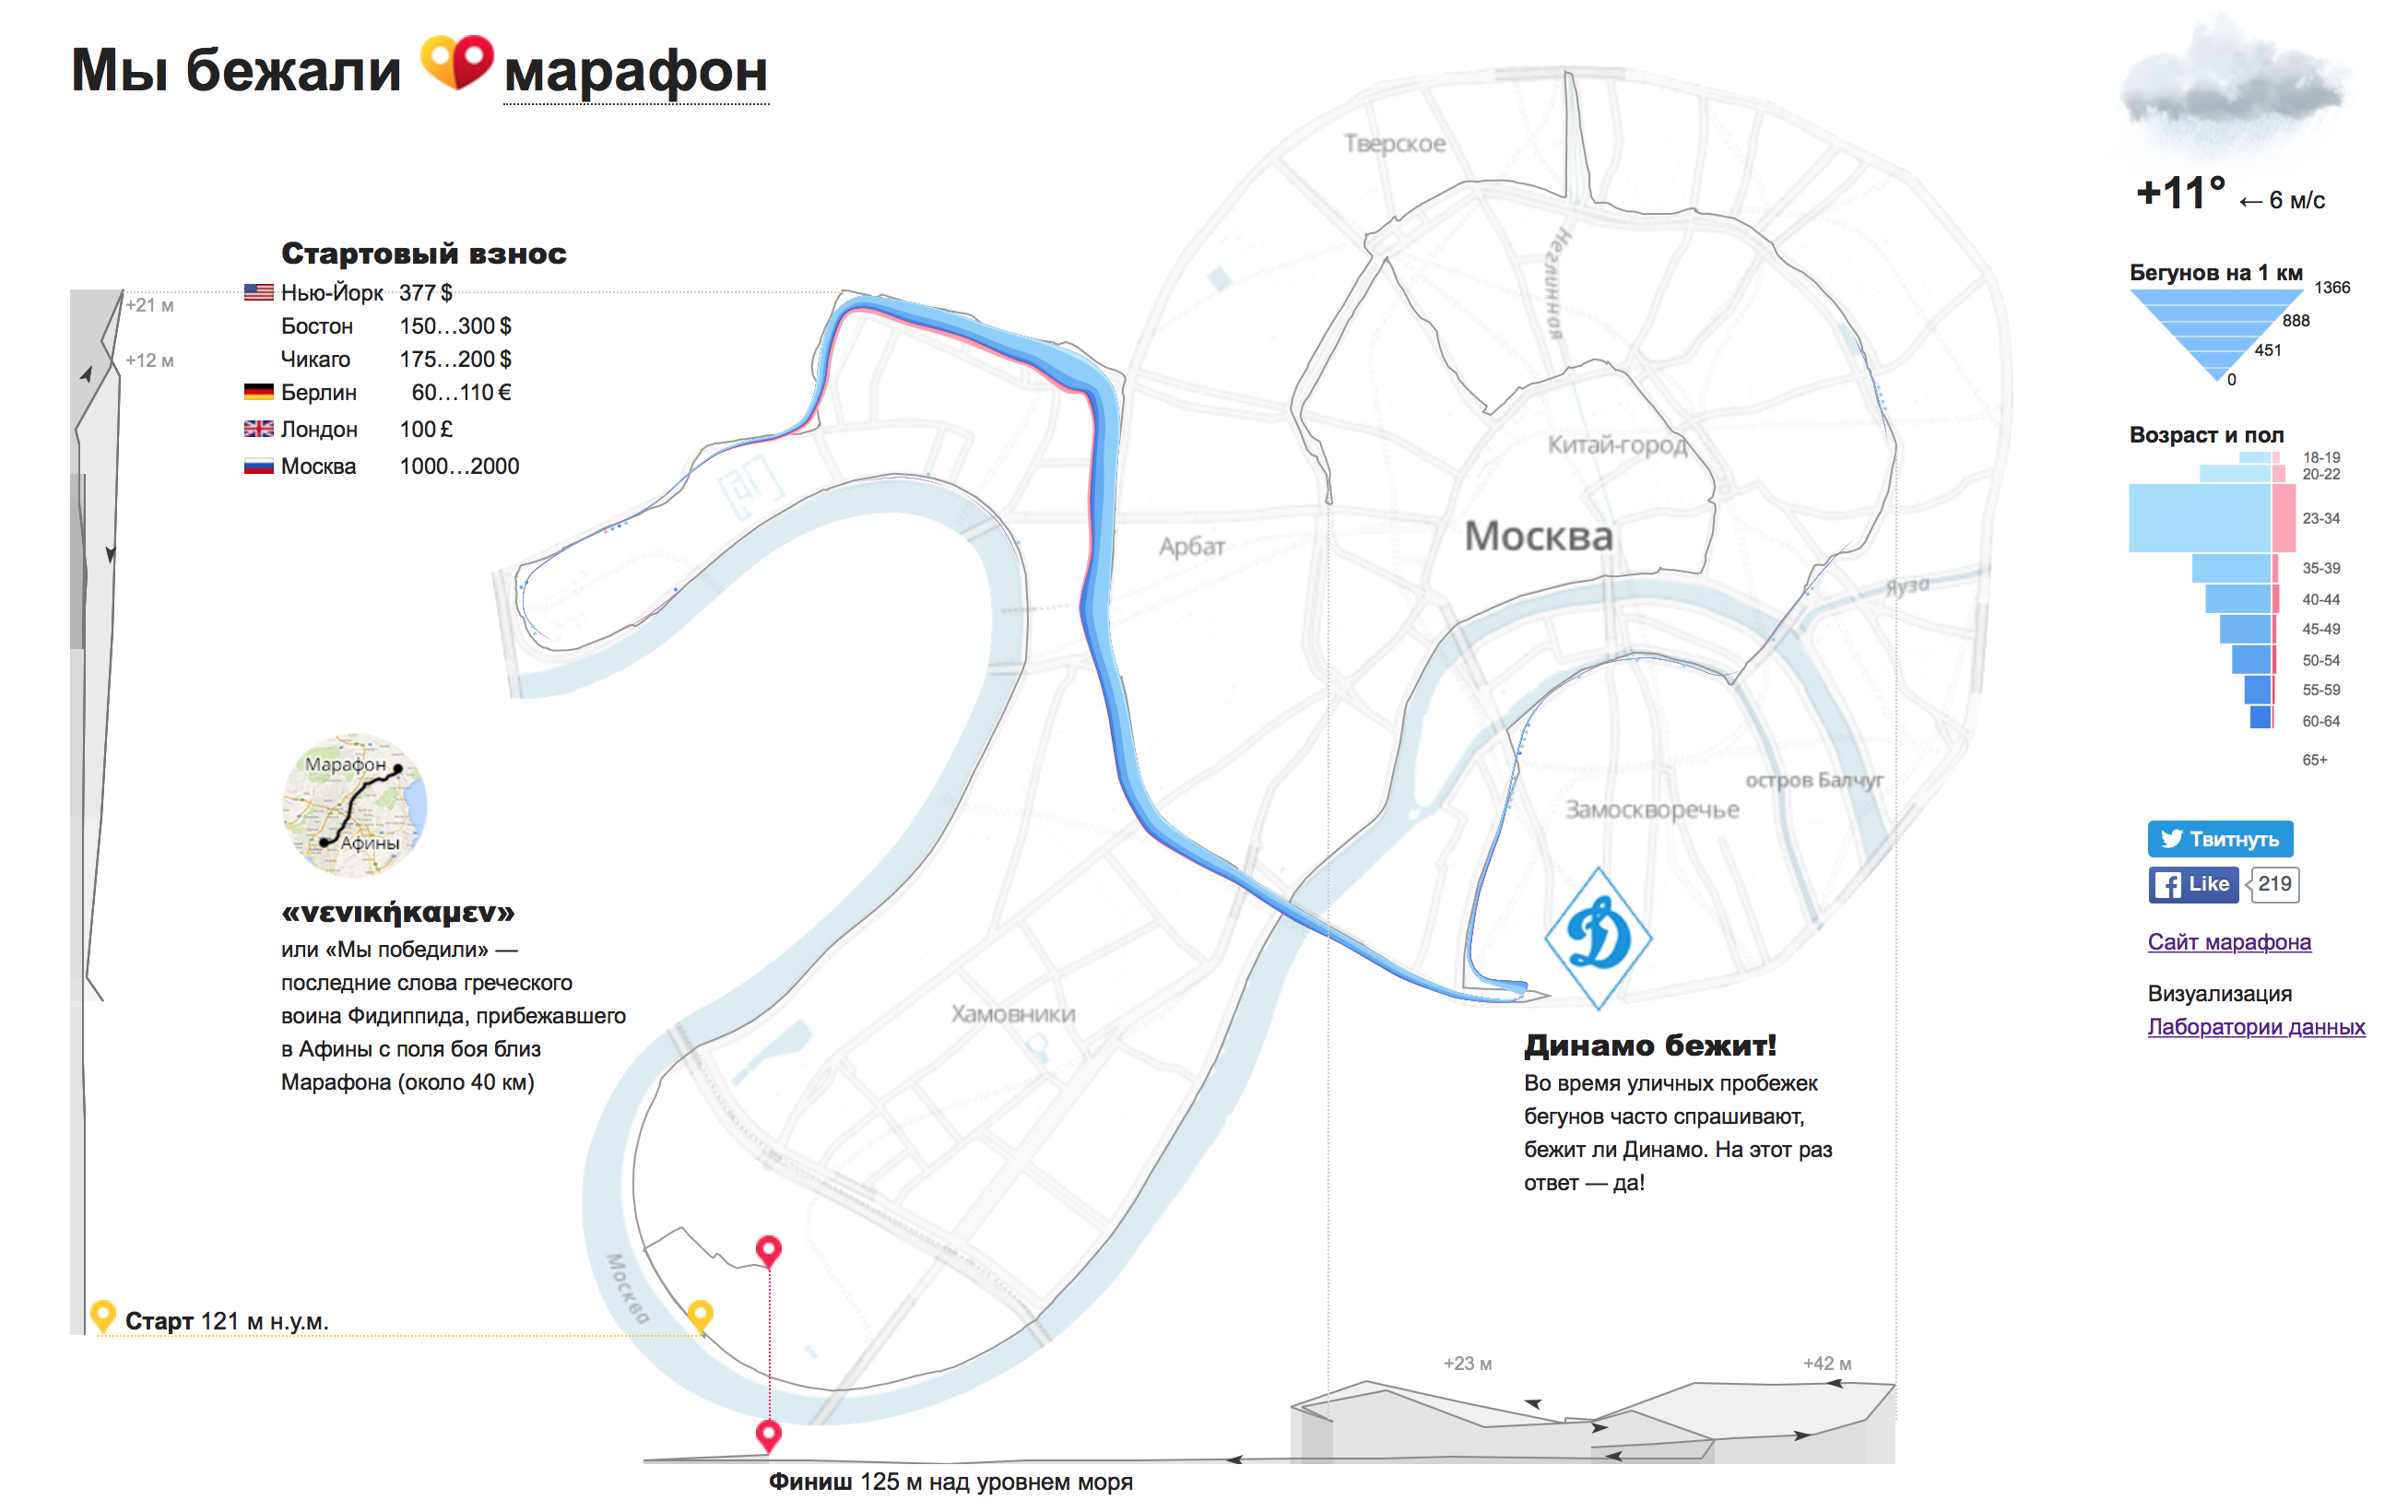 Мы бежали марафон
+11° ← 6 м/с
Бегунов на 1 км
1366
888
451
0
Возраст и пол
18-19
20-22
23-34
35-39
40-44
45-49
50-54
55-59
60-64
65+
Твитнуть
Like 219
Сайт марафона
Визуализация
Лаборатории данных
Стартовый взнос
Нью-Йорк 377 $
Бостон 150…300 $
Чикаго 175…200 $
Берлин 60…110 €
Лондон 100 £
Москва 1000…2000
+21 м
+12 м
Тверское
Неглинная
Китай-город
Москва
Арбат
Яуза
остров Балчуг
Замоскворечье
Хамовники
Москва
Марафон
Афины
«νενικήκαμεν»
или «Мы победили» —
последние слова греческого
воина Фидиппида, прибежавшего
в Афины с поля боя близ
Марафона (около 40 км)
Динамо бежит!
Во время уличных пробежек
бегунов часто спрашивают,
бежит ли Динамо. На этот раз
ответ — да!
Старт 121 м н.у.м.
+23 м
+42 м
Финиш 125 м над уровнем моря